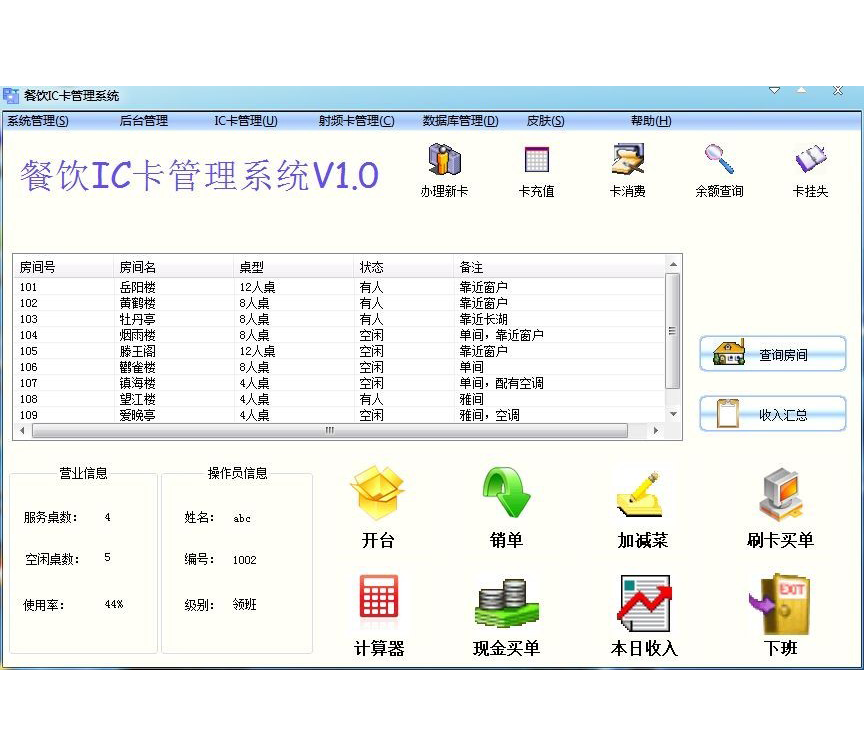 餐饮IC卡管理系统
系统管理(S) 后台管理 IC卡管理(U) 射频卡管理(C) 数据库管理(D) 皮肤(S) 帮助(H)
餐饮IC卡管理系统V1.0
办理新卡 卡充值 卡消费 余额查询 卡挂失
房间号 房间名 桌型 状态 备注
101 岳阳楼 12人桌 有人 靠近窗户
102 黄鹤楼 8人桌 有人 靠近窗户
103 牡丹亭 8人桌 有人 靠近长湖
104 烟雨楼 8人桌 空闲 单间，靠近窗户
105 滕王阁 12人桌 空闲 靠近窗户
106 鹳雀楼 8人桌 空闲 单间
107 镇海楼 4人桌 空闲 单间，配有空调
108 望江楼 4人桌 有人 雅间
109 爱晚亭 4人桌 空闲 雅间，空调
查询房间
收入汇总
营业信息
服务桌数： 4
空闲桌数： 5
使用率： 44%
操作员信息
姓名： abc
编号： 1002
级别： 领班
开台 销单 加减菜 刷卡买单
EXIT
计算器 现金买单 本日收入 下班